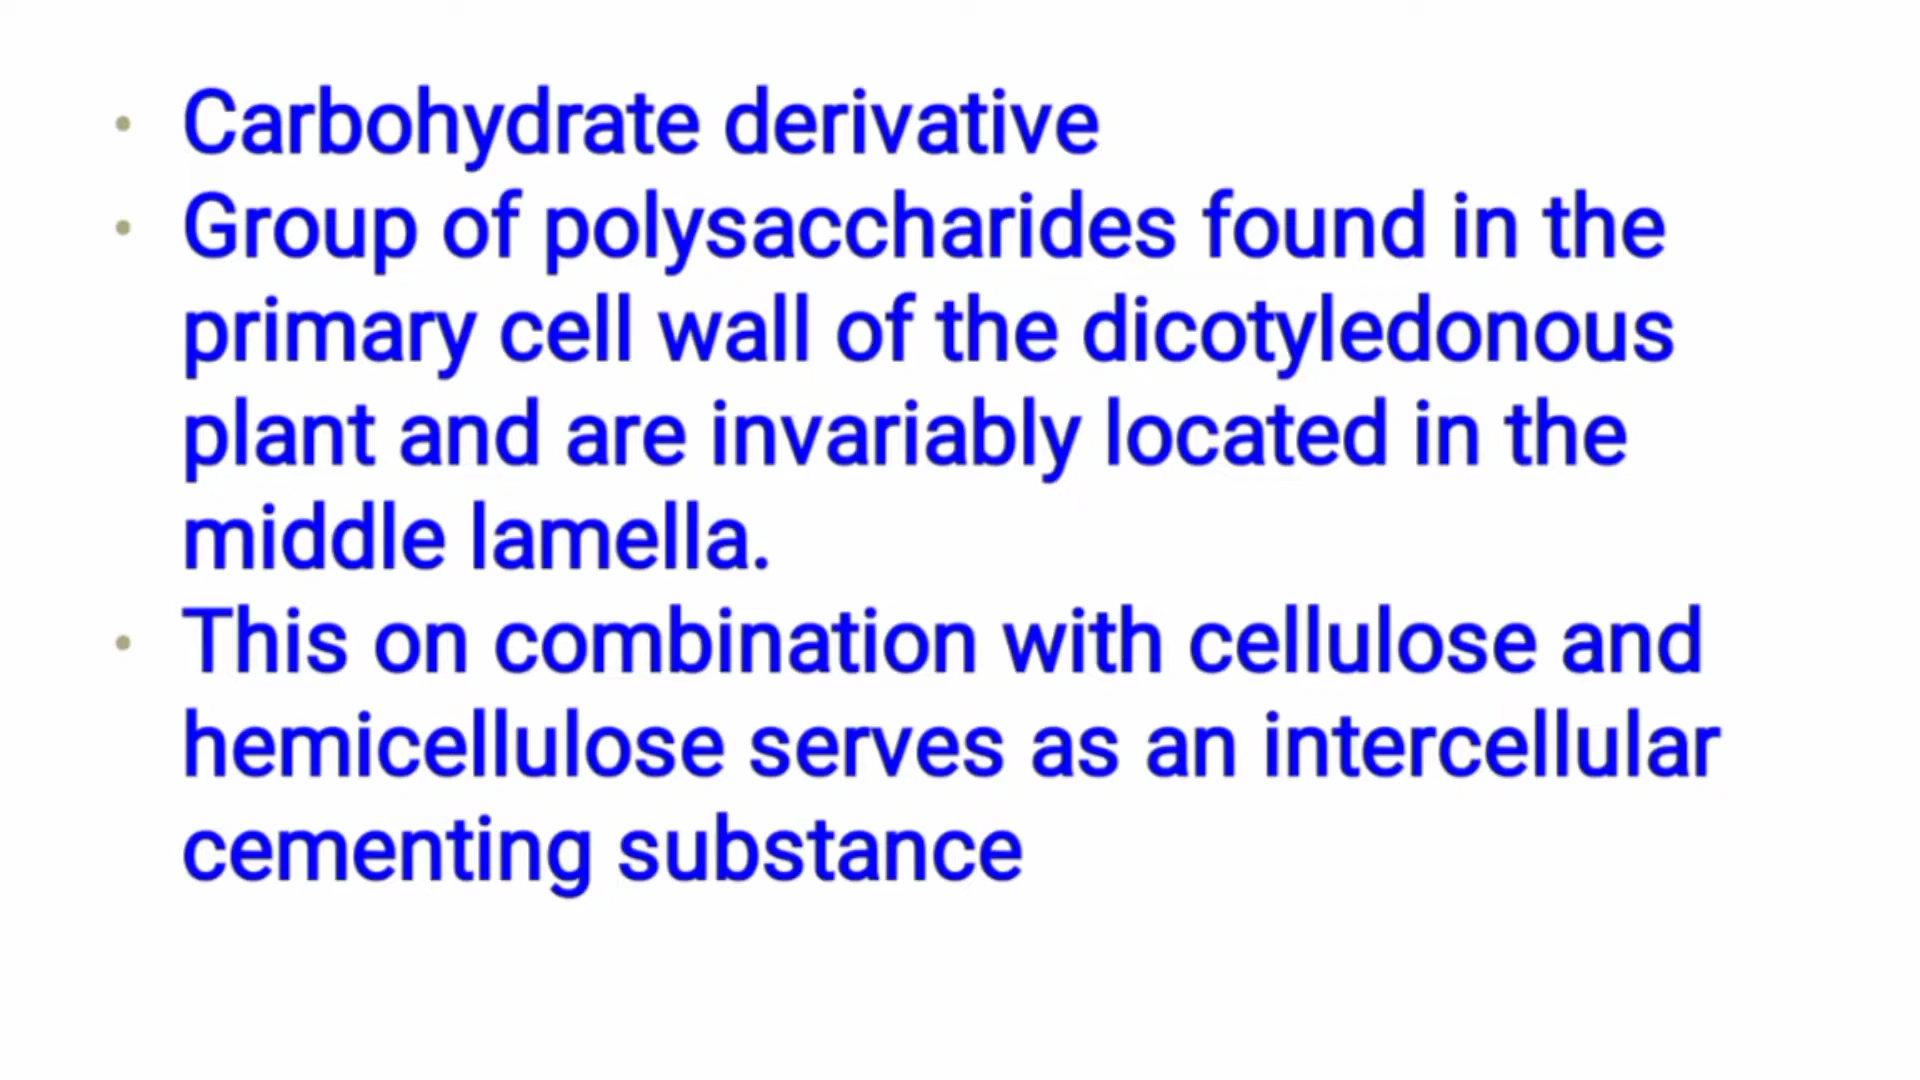 • Carbohydrate derivative
• Group of polysaccharides found in the
primary cell wall of the dicotyledonous
plant and are invariably located in the
middle lamella.
• This on combination with cellulose and
hemicellulose serves as an intercellular
cementing substance